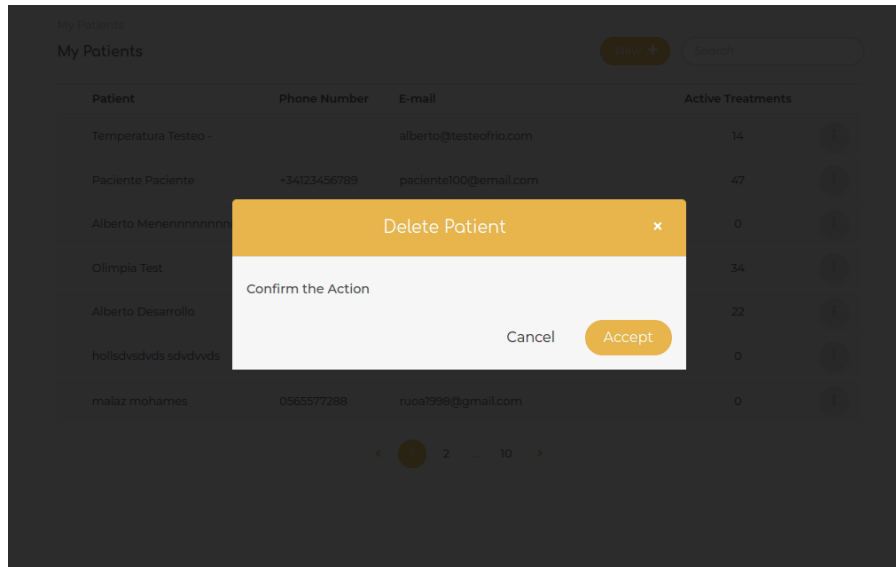 My Patients
My Patients
New +
Search
Patient Phone Number E-mail Active Treatments
Temperatura Testeo - alberto@testeofrio.com 14
Paciente Paciente +34123456789 paciente100@email.com 47
Alberto 0
Delete Patient ×
Olimpia Test 34
Confirm the Action
Alberto Desarrollo 22
Cancel Accept
hollsdvsdvds sdvdvvds 0
malaz mohames 0565577288 ruoa1998@gmail.com 0
< 1 2 ... 10 >